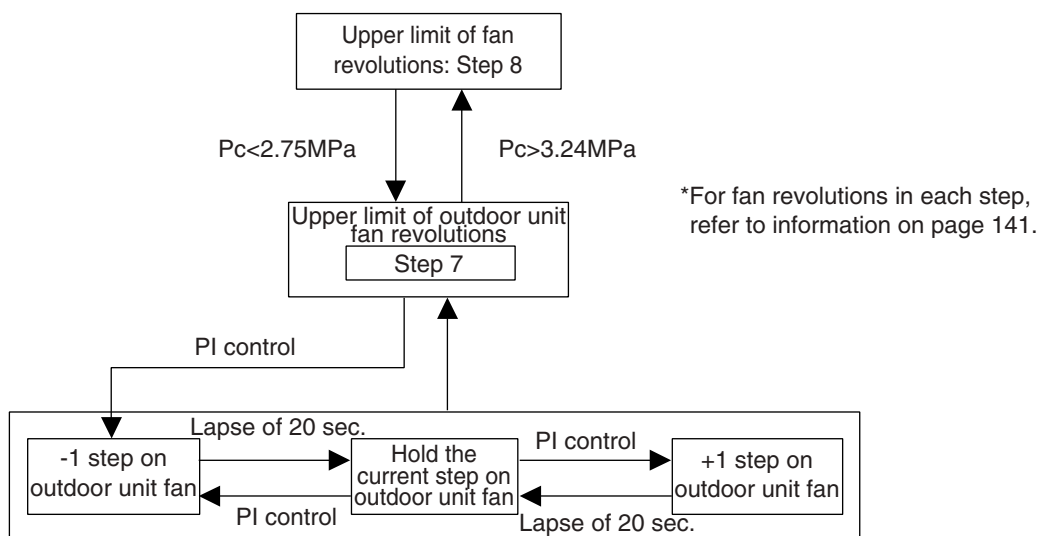 Upper limit of fan
revolutions: Step 8
Pc<2.75MPa
Pc>3.24MPa
*For fan revolutions in each step,
refer to information on page 141.
Upper limit of outdoor unit
fan revolutions
Step 7
PI control
Lapse of 20 sec.
-1 step on
outdoor unit fan
Hold the
current step on
outdoor unit fan
PI control
+1 step on
outdoor unit fan
PI control
Lapse of 20 sec.